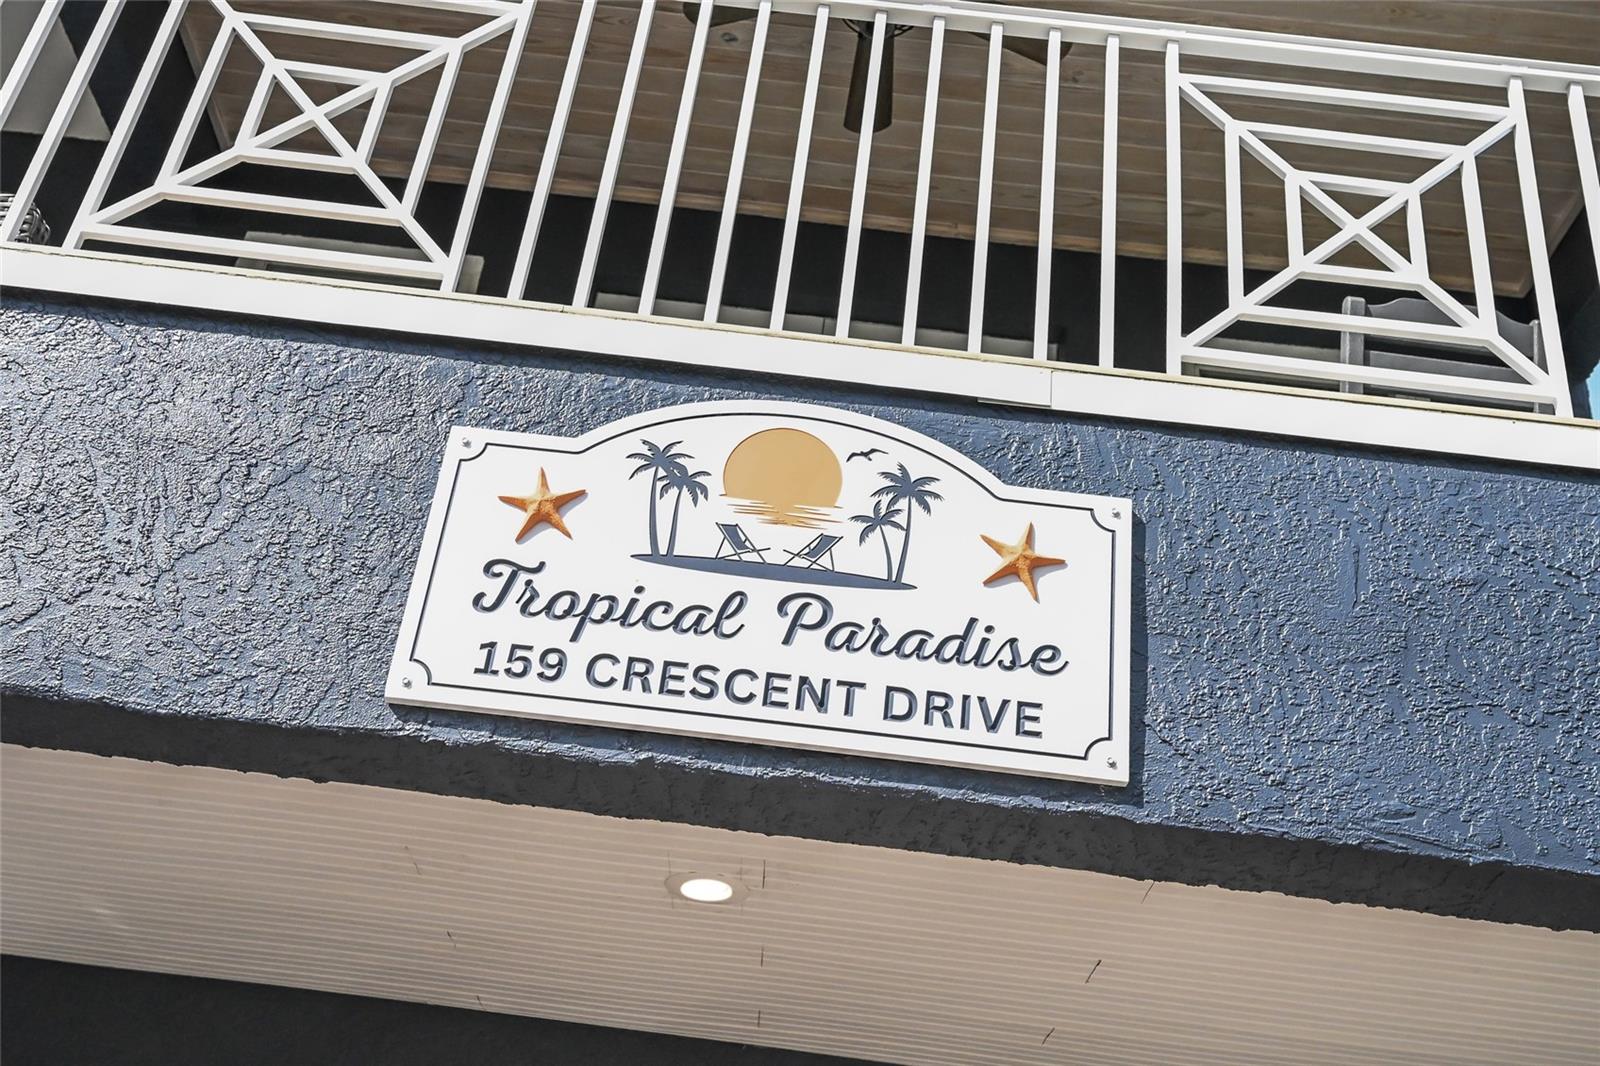 Tropical Paradise
159 CRESCENT DRIVE